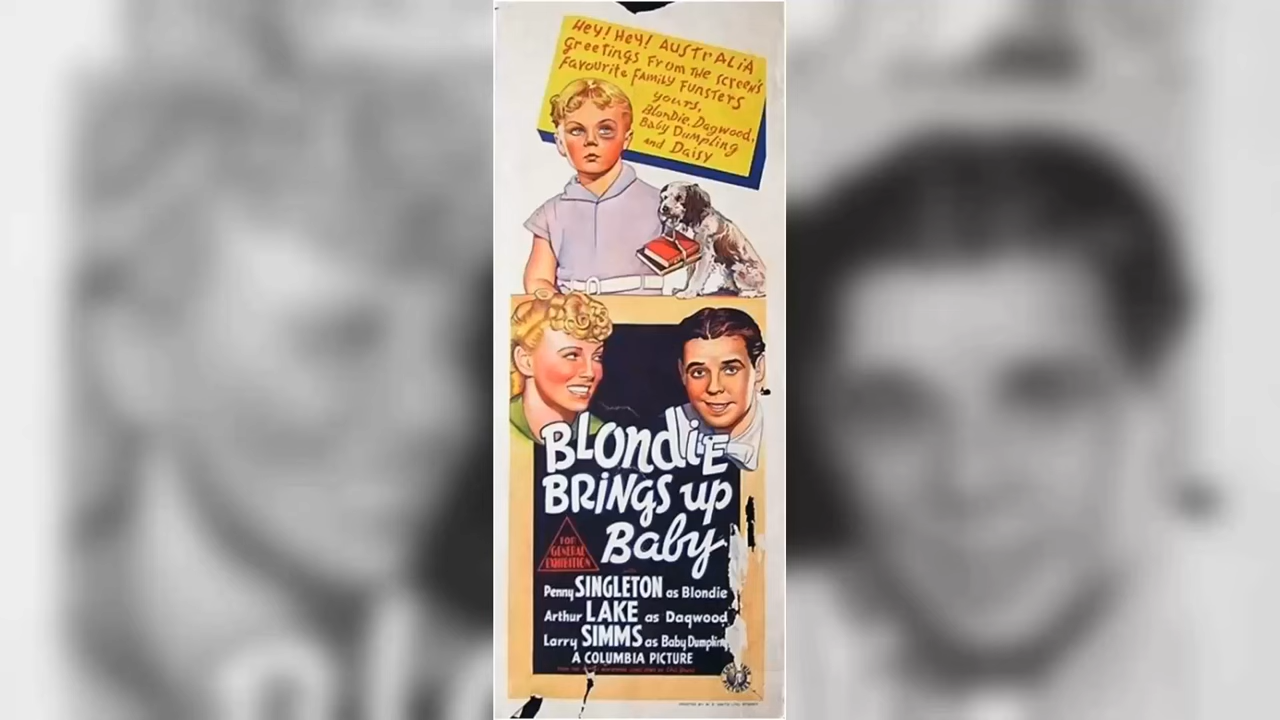 Hey! Hey! AUSTRALIA
Greetings From THE SCREEN'S
Favourite Family FUNSTERS
yours,
Blondie, Dagwood,
Baby Dumpling
and Daisy
BLONDiE
BRiNGS up
Baby
FOR
GENERAL
EXHIBITION
Penny SINGLETON as Blondie
Arthur LAKE as Dagwood
Larry SIMMS as Baby Dumpling
A COLUMBIA PICTURE